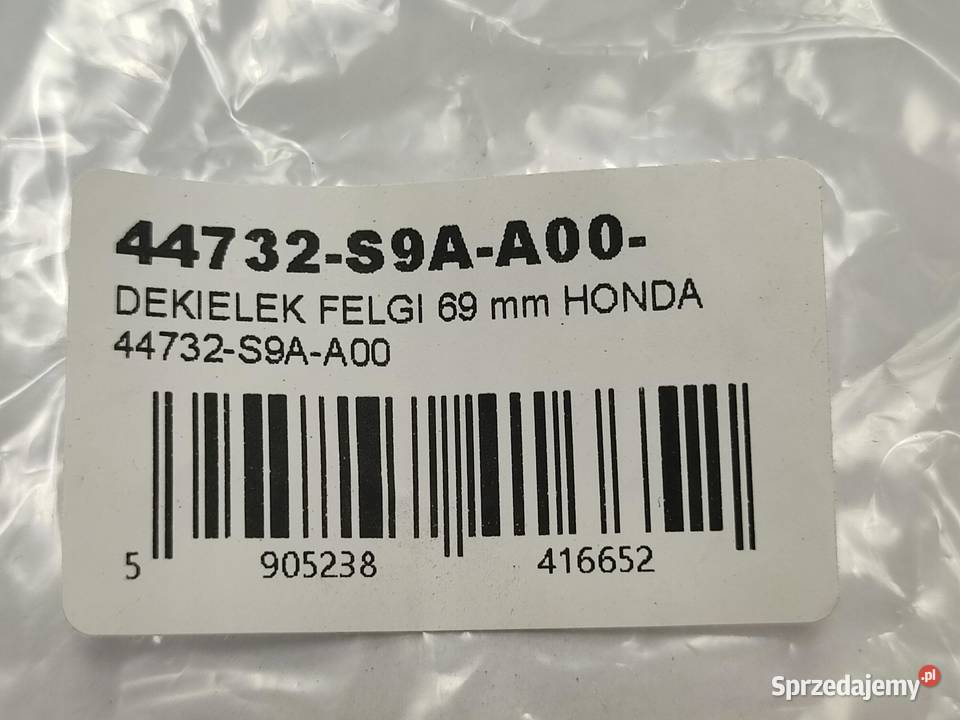 44732-S9A-A00-
DEKIELEK FELGI 69 mm HONDA
44732-S9A-A00
5 905238 416652
Sprzedajemy.pl